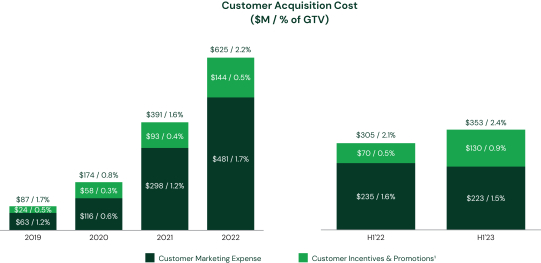 Customer Acquisition Cost
($M / % of GTV)
$625 / 2.2%
$144 / 0.5%
$481 / 1.7%
$391 / 1.6%
$93 / 0.4%
$298 / 1.2%
$174 / 0.8%
$58 / 0.3%
$116 / 0.6%
$87 / 1.7%
$24 / 0.5%
$63 / 1.2%
2019
2020
2021
2022
$305 / 2.1%
$70 / 0.5%
$235 / 1.6%
$353 / 2.4%
$130 / 0.9%
$223 / 1.5%
H1'22
H1'23
Customer Marketing Expense
Customer Incentives & Promotions¹